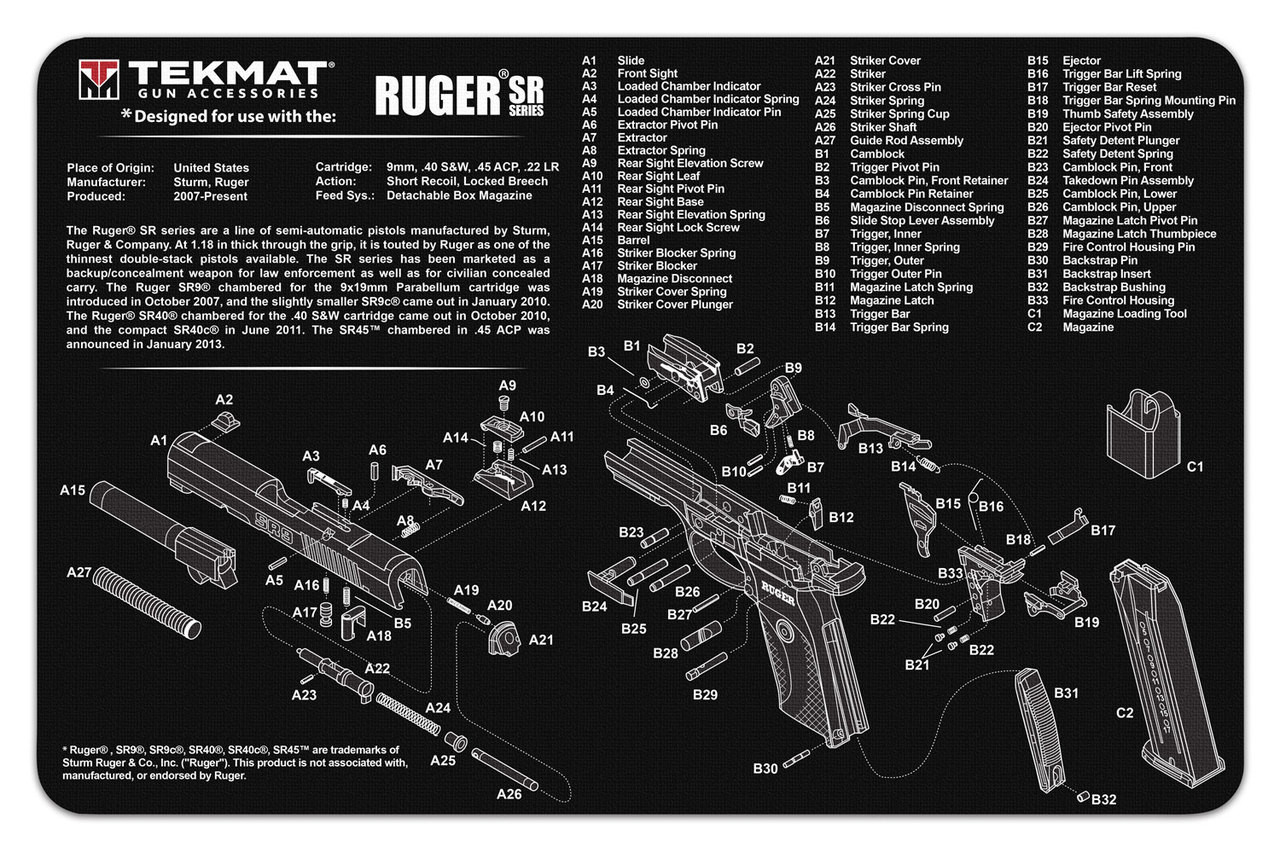 TEKMAT®
GUN ACCESSORIES
*Designed for use with the:
RUGER® SR
SERIES
Place of Origin: United States
Manufacturer: Sturm, Ruger
Produced: 2007-Present
Cartridge: 9mm, .40 S&W, .45 ACP, .22 LR
Action: Short Recoil, Locked Breech
Feed Sys.: Detachable Box Magazine
The Ruger® SR series are a line of semi-automatic pistols manufactured by Sturm,
Ruger & Company. At 1.18 in thick through the grip, it is touted by Ruger as one of the
thinnest double-stack pistols available. The SR series has been marketed as a
backup/concealment weapon for law enforcement as well as for civilian concealed
carry. The Ruger SR9® chambered for the 9x19mm Parabellum cartridge was
introduced in October 2007, and the slightly smaller SR9c® came out in January 2010.
The Ruger SR40® chambered for the .40 S&W cartridge came out in October 2010,
and the compact SR40c® in June 2011. The SR45™ chambered in .45 ACP was
announced in January 2013.
A1 Slide
A2 Front Sight
A3 Loaded Chamber Indicator
A4 Loaded Chamber Indicator Spring
A5 Loaded Chamber Indicator Pin
A6 Extractor Pivot Pin
A7 Extractor
A8 Extractor Spring
A9 Rear Sight Elevation Screw
A10 Rear Sight Leaf
A11 Rear Sight Pivot Pin
A12 Rear Sight Base
A13 Rear Sight Elevation Spring
A14 Rear Sight Lock Screw
A15 Barrel
A16 Striker Blocker Spring
A17 Striker Blocker
A18 Magazine Disconnect
A19 Striker Cover Spring
A20 Striker Cover Plunger
A21 Striker Cover
A22 Striker
A23 Striker Cross Pin
A24 Striker Spring
A25 Striker Spring Cup
A26 Striker Shaft
A27 Guide Rod Assembly
B1 Camblock
B2 Trigger Pivot Pin
B3 Camblock Pin, Front Retainer
B4 Camblock Pin Retainer
B5 Magazine Disconnect Spring
B6 Slide Stop Lever Assembly
B7 Trigger, Inner
B8 Trigger, Inner Spring
B9 Trigger, Outer
B10 Trigger Outer Pin
B11 Magazine Latch Spring
B12 Magazine Latch
B13 Trigger Bar
B14 Trigger Bar Spring
B15 Ejector
B16 Trigger Bar Lift Spring
B17 Trigger Bar Reset
B18 Trigger Bar Spring Mounting Pin
B19 Thumb Safety Assembly
B20 Ejector Pivot Pin
B21 Safety Detent Plunger
B22 Safety Detent Spring
B23 Camblock Pin, Front
B24 Takedown Pin Assembly
B25 Camblock Pin, Lower
B26 Camblock Pin, Upper
B27 Magazine Latch Pivot Pin
B28 Magazine Latch Thumbpiece
B29 Fire Control Housing Pin
B30 Backstrap Pin
B31 Backstrap Insert
B32 Backstrap Bushing
B33 Fire Control Housing
C1 Magazine Loading Tool
C2 Magazine
A1
A2
A3
A4
A5
A6
A7
A8
A9
A10
A11
A12
A13
A14
A15
A16
A17
A18
A19
A20
A21
A22
A23
A24
A25
A26
A27
SR9
B5
B1
B2
B3
B4
B6
B7
B8
B9
B10
B11
B12
B13
B14
B15
B16
B17
B18
B19
B20
B21
B22
B22
B23
B24
B25
B26
B27
B28
B29
B30
B31
B32
B33
RUGER
C1
C2
* Ruger® , SR9®, SR9c®, SR40®, SR40c®, SR45™ are trademarks of
Sturm Ruger & Co., Inc. ("Ruger"). This product is not associated with,
manufactured, or endorsed by Ruger.